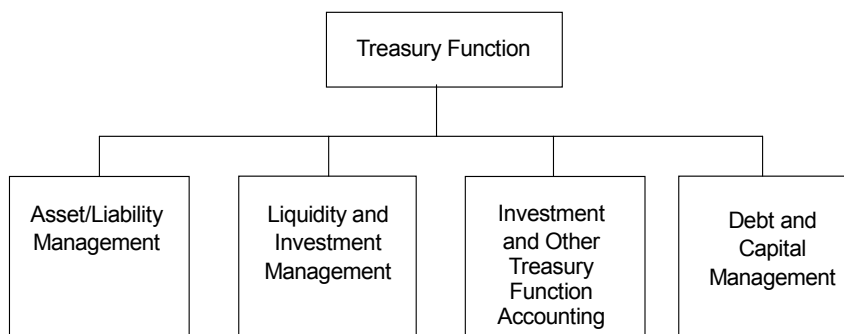 Treasury Function
Asset/Liability
Management
Liquidity and
Investment
Management
Investment
and Other
Treasury
Function
Accounting
Debt and
Capital
Management